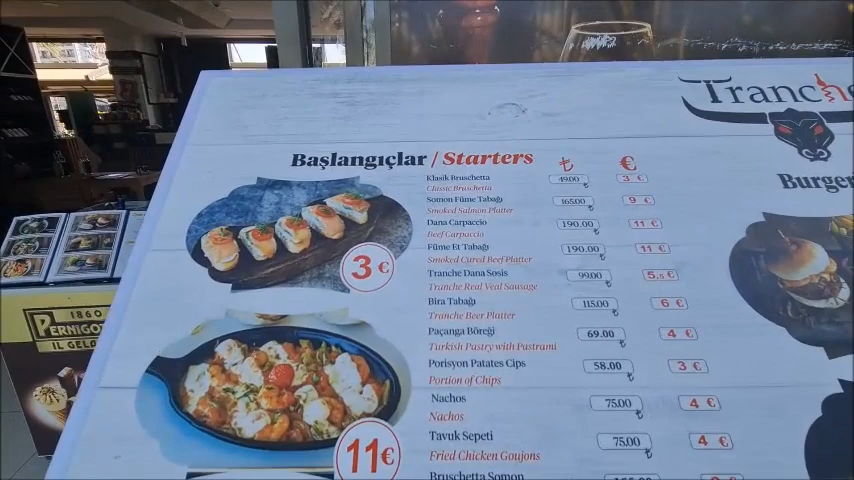 Tranche
Başlangıçlar / Starters ₺ €
Klasik Bruschetta 49.00 ₺ 3 €
Classic Bruschetta
Somon Füme Tabağı 165.00 ₺ 9 €
Smoked Salmon Platter
Dana Carpaccio 190.00 ₺ 11 €
Beef Carpaccio
Füme Et Tabağı 190.00 ₺ 11 €
Smoked Cured Beef Platter
Tranche Dana Sosis 99.00 ₺ 5.5 €
Tranche Real Veal Sausage
Bira Tabağı 115.00 ₺ 6 €
Tranche Beer Platter
Paçanga Böreği 69.00 ₺ 4 €
Turkish Pastry with Pastrami
Porisyon Patates Cips 58.00 ₺ 3 €
Portion of Chips
Nachos 75.00 ₺ 4 €
Nachos
Tavuk Sepeti 75.00 ₺ 4 €
Fried Chicken Goujons
Bruschetta Somon
3 €
11 €
Burger
1860
PERNIGOT
IL GELA